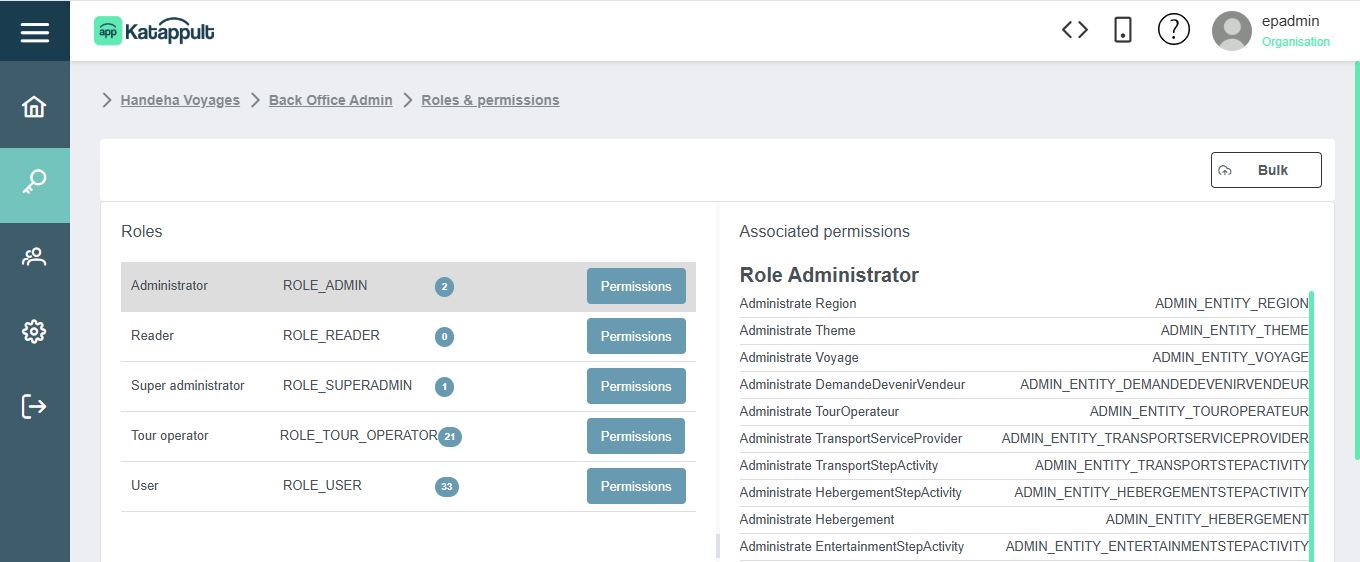 app Katappult
?
epadmin
Organisation
Handeha Voyages Back Office Admin Roles & permissions
Bulk
Roles
Administrator ROLE_ADMIN 2 Permissions
Reader ROLE_READER 0 Permissions
Super administrator ROLE_SUPERADMIN 1 Permissions
Tour operator ROLE_TOUR_OPERATOR 21 Permissions
User ROLE_USER 33 Permissions
Associated permissions
Role Administrator
Administrate Region ADMIN_ENTITY_REGION
Administrate Theme ADMIN_ENTITY_THEME
Administrate Voyage ADMIN_ENTITY_VOYAGE
Administrate DemandeDevenirVendeur ADMIN_ENTITY_DEMANDEDEVENIRVENDEUR
Administrate TourOperateur ADMIN_ENTITY_TOUROPERATEUR
Administrate TransportServiceProvider ADMIN_ENTITY_TRANSPORTSERVICEPROVIDER
Administrate TransportStepActivity ADMIN_ENTITY_TRANSPORTSTEPACTIVITY
Administrate HebergementStepActivity ADMIN_ENTITY_HEBERGEMENTSTEPACTIVITY
Administrate Hebergement ADMIN_ENTITY_HEBERGEMENT
Administrate EntertainmentStepActivity ADMIN_ENTITY_ENTERTAINMENTSTEPACTIVITY